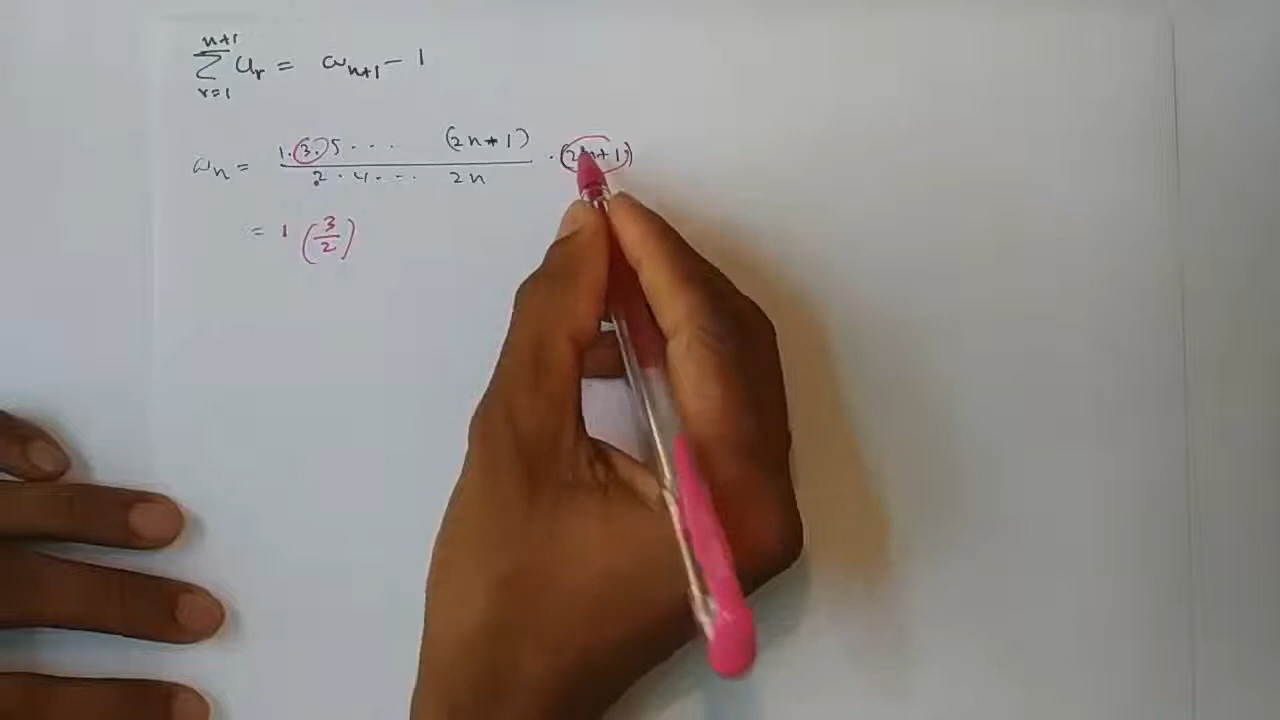 n+1
∑ u_r = ω_{n+1} - 1
r=1
ω_n = 1.3.5... (2n+1) / 2.4... 2n . (2n+1)
= 1 (3/2)